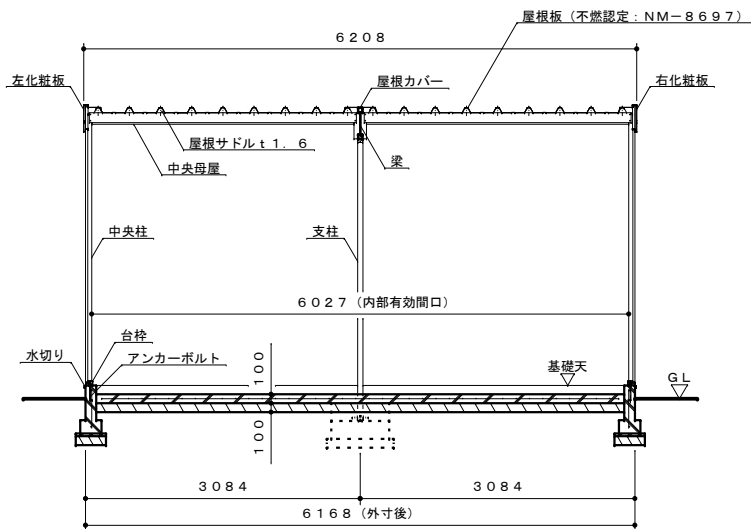 屋根板（不燃認定：ＮＭ－８６９７）
６２０８
左化粧板
屋根カバー
右化粧板
屋根サドルｔ１．６
梁
中央母屋
中央柱
支柱
６０２７（内部有効間口）
台枠
水切り
アンカーボルト
１００
基礎天
ＧＬ
１００
３０８４
３０８４
６１６８（外寸後）